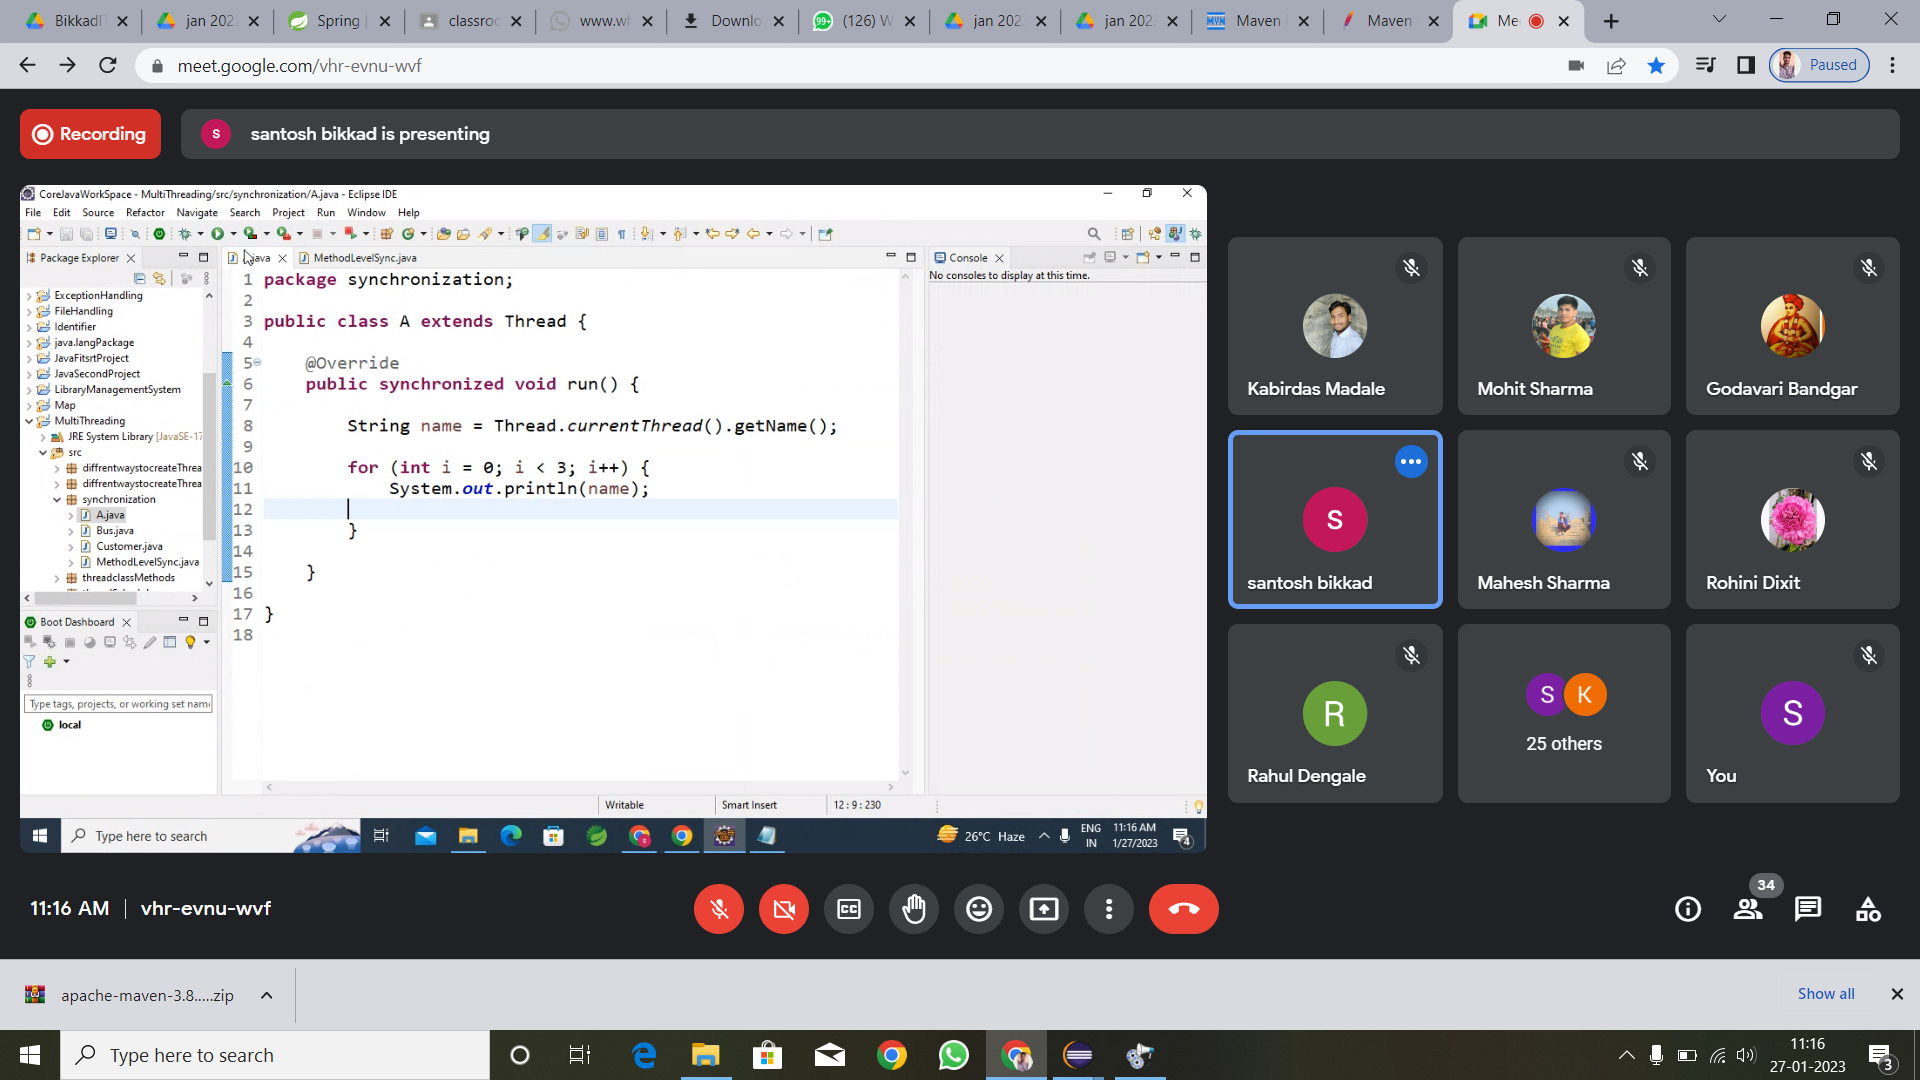 BikkadIT
jan 202
Spring |
classroo
www.wh
Downlo
(126) W
jan 202
jan 202
Maven
Maven
Mee
meet.google.com/vhr-evnu-wvf
Paused
Recording
S
santosh bikkad is presenting
CoreJavaWorkSpace - MultiThreading/src/synchronization/A.java - Eclipse IDE
File Edit Source Refactor Navigate Search Project Run Window Help
Package Explorer
ExceptionHandling
FileHandling
Identifier
java.langPackage
JavaFitsrtProject
JavaSecondProject
LibraryManagementSystem
Map
MultiThreading
JRE System Library [JavaSE-17
src
diffrentwaystocreateThrea
diffrentwaystocreateThrea
synchronization
A.java
Bus.java
Customer.java
MethodLevelSync.java
threadclassMethods
Boot Dashboard
Type tags, projects, or working set name
local
java
MethodLevelSync.java
1 package synchronization;
2
3 public class A extends Thread {
4
5 @Override
6 public synchronized void run() {
7
8 String name = Thread.currentThread().getName();
9
10 for (int i = 0; i < 3; i++) {
11 System.out.println(name);
12
13 }
14
15 }
16
17 }
18
Console
No consoles to display at this time.
Writable
Smart Insert
12 : 9 : 230
Type here to search
26°C Haze
ENG
IN
11:16 AM
1/27/2023
4
Kabirdas Madale
Mohit Sharma
Godavari Bandgar
S
santosh bikkad
Mahesh Sharma
Rohini Dixit
R
Rahul Dengale
S K
25 others
S
You
11:16 AM | vhr-evnu-wvf
34
apache-maven-3.8.....zip
Show all
Type here to search
11:16
27-01-2023
3